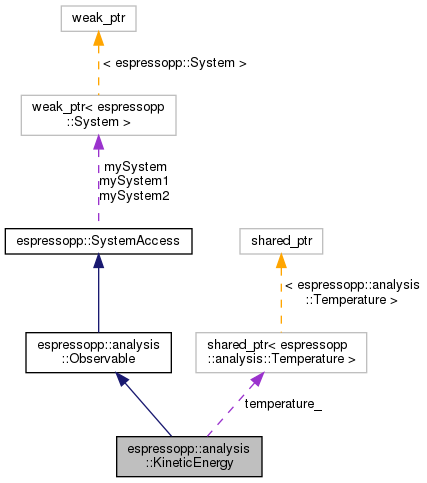 weak_ptr
< espressopp::System >
weak_ptr< espressopp
::System >
mySystem
mySystem1
mySystem2
espressopp::SystemAccess
shared_ptr
< espressopp::analysis
::Temperature >
espressopp::analysis
::Observable
shared_ptr< espressopp
::analysis::Temperature >
temperature_
espressopp::analysis
::KineticEnergy